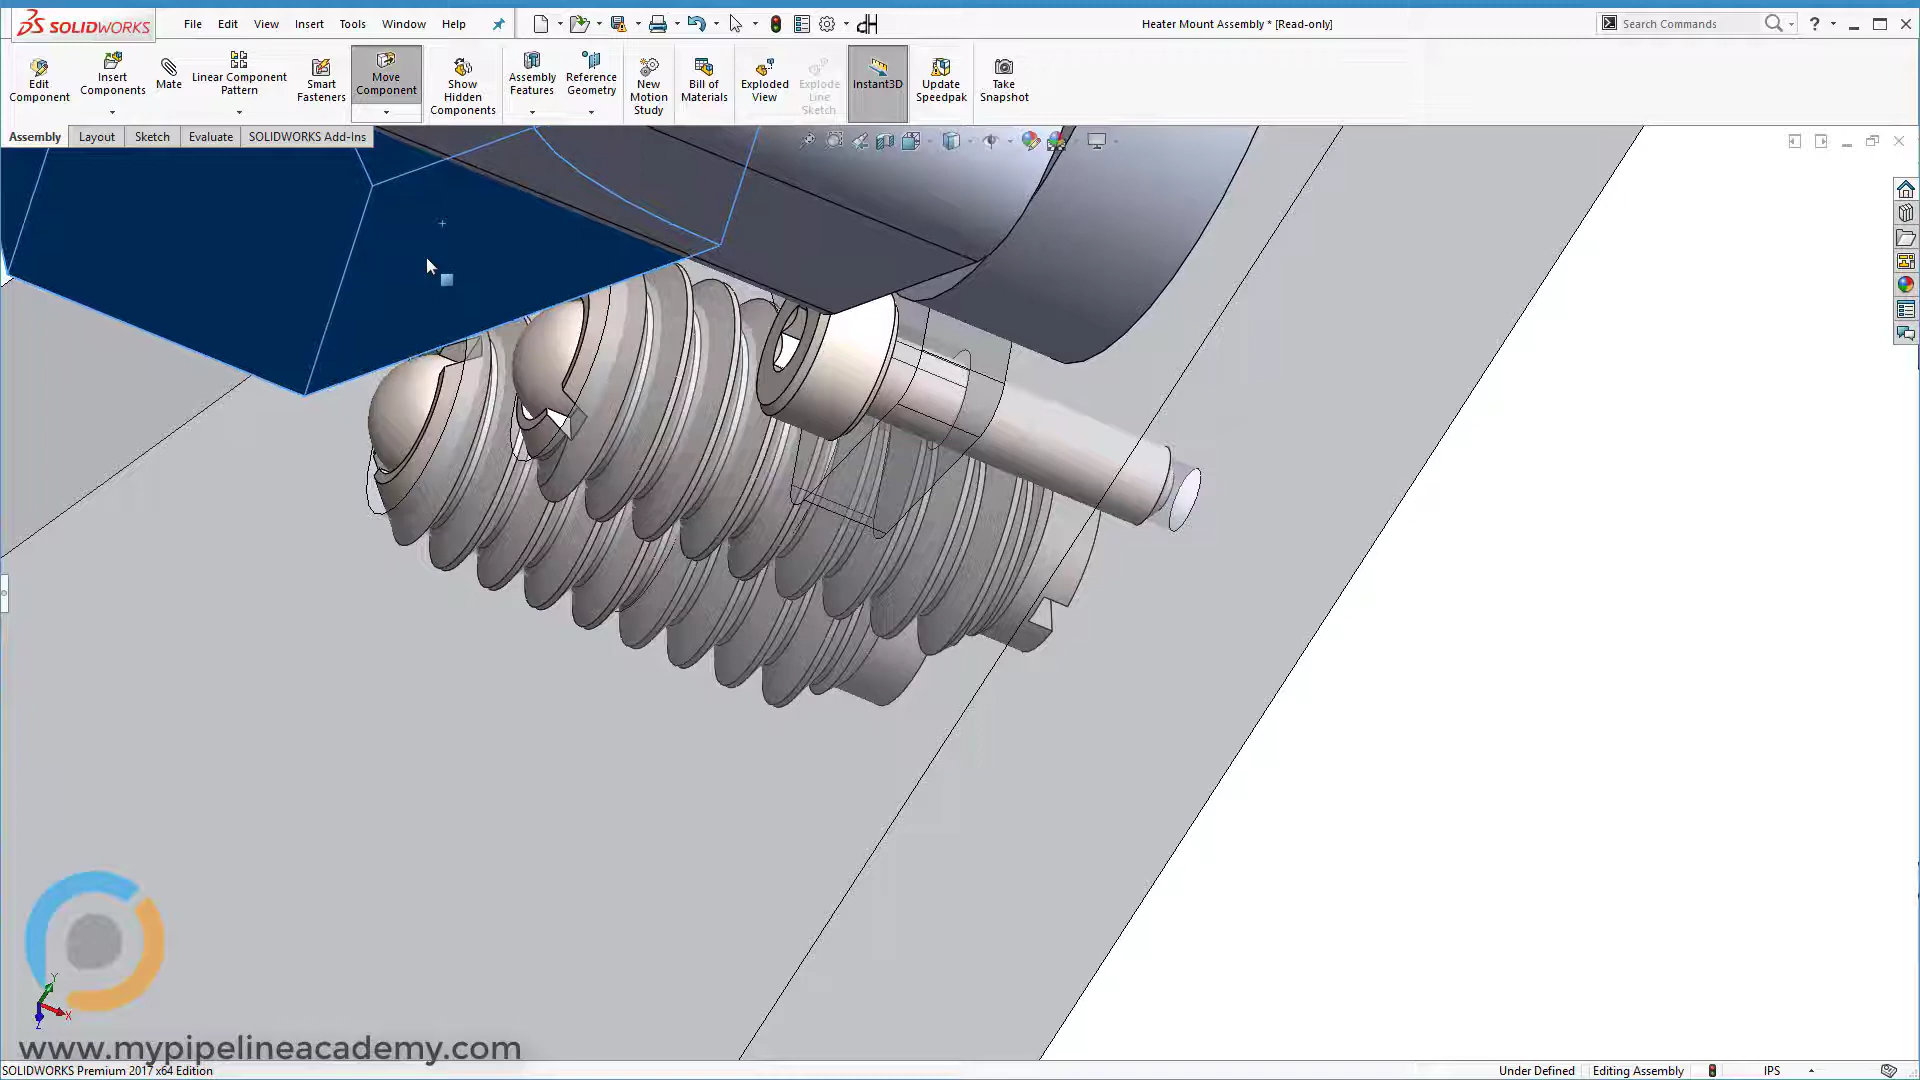 SOLIDWORKS
File Edit View Insert Tools Window Help
Heater Mount Assembly * [Read-only]
Search Commands
Edit Component
Insert Components
Mate
Linear Component Pattern
Smart Fasteners
Move Component
Show Hidden Components
Assembly Features
Reference Geometry
New Motion Study
Bill of Materials
Exploded View
Explode Line Sketch
Instant3D
Update Speedpak
Take Snapshot
Assembly Layout Sketch Evaluate SOLIDWORKS Add-Ins
Y
X
Z
www.mypipelineacademy.com
SOLIDWORKS Premium 2017 x64 Edition
Under Defined Editing Assembly IPS